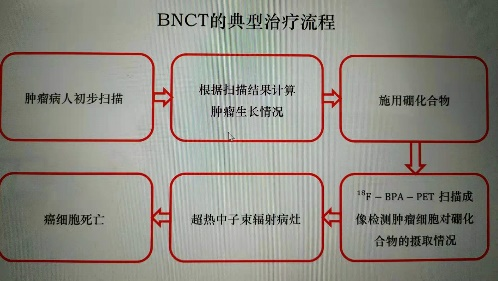 BNCT的典型治疗流程
肿瘤病人初步扫描
根据扫描结果计算
肿瘤生长情况
施用硼化合物
¹⁸F－BPA－PET 扫描成
像检测肿瘤细胞对硼化
合物的摄取情况
超热中子束辐射病灶
癌细胞死亡